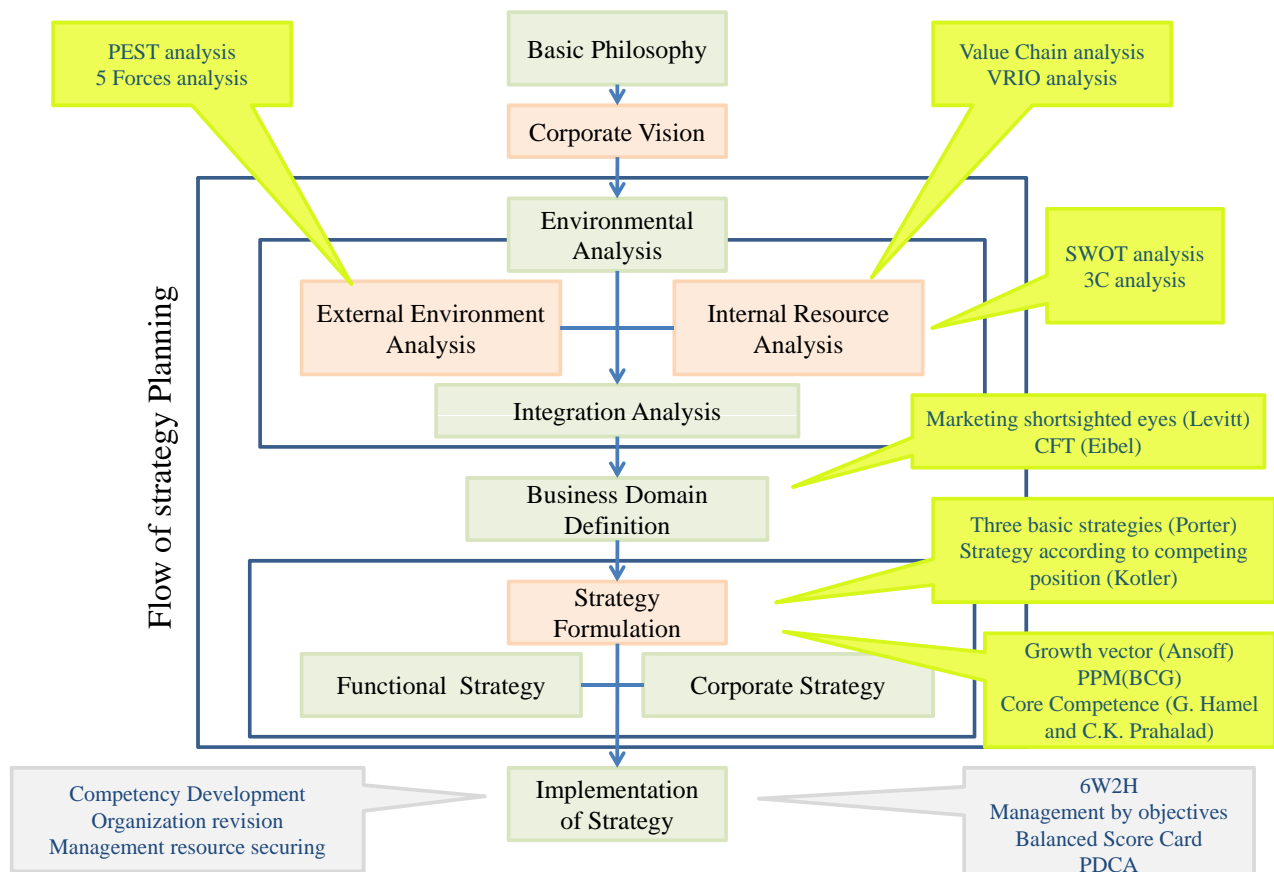 Basic Philosophy
PEST analysis
5 Forces analysis
Value Chain analysis
VRIO analysis
Corporate Vision
Environmental
Analysis
SWOT analysis
3C analysis
External Environment
Analysis
Internal Resource
Analysis
Flow of strategy Planning
Integration Analysis
Marketing shortsighted eyes (Levitt)
CFT (Eibel)
Business Domain
Definition
Three basic strategies (Porter)
Strategy according to competing
position (Kotler)
Strategy
Formulation
Growth vector (Ansoff)
PPM(BCG)
Core Competence (G. Hamel
and C.K. Prahalad)
Functional  Strategy
Corporate Strategy
Competency Development
Organization revision
Management resource securing
Implementation
of Strategy
6W2H
Management by objectives
Balanced Score Card
PDCA